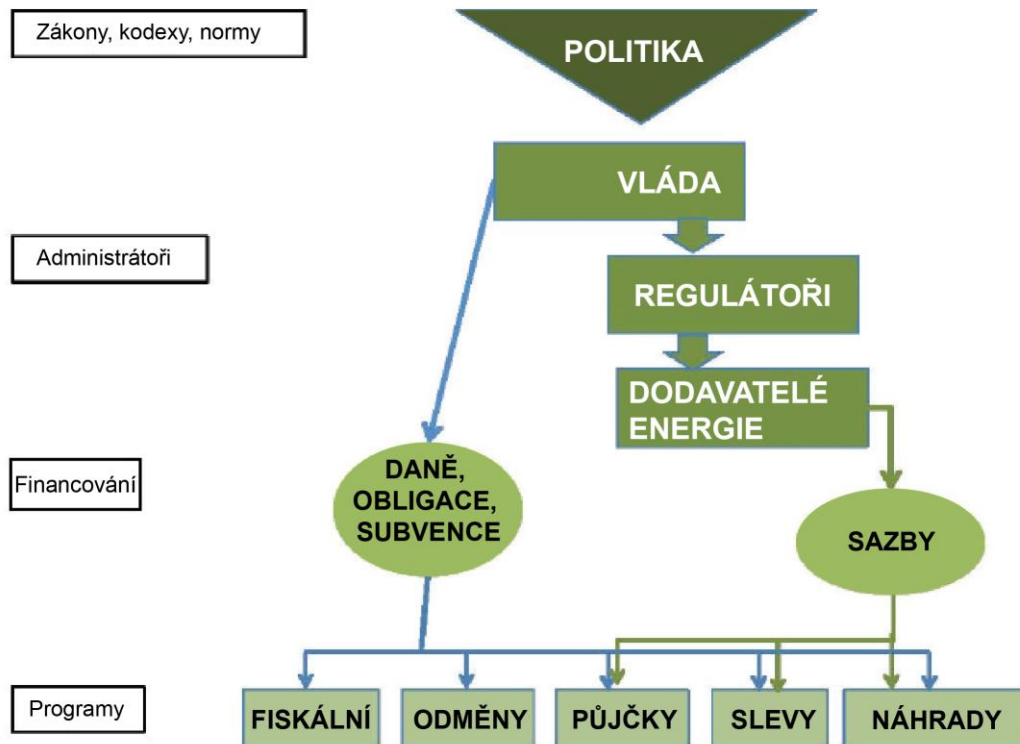 Zákony, kodexy, normy
POLITIKA
VLÁDA
Administrátoři
REGULÁTOŘI
DODAVATELÉ
ENERGIE
Financování
DANĚ,
OBLIGACE,
SUBVENCE
SAZBY
Programy
FISKÁLNÍ
ODMĚNY
PŮJČKY
SLEVY
NÁHRADY